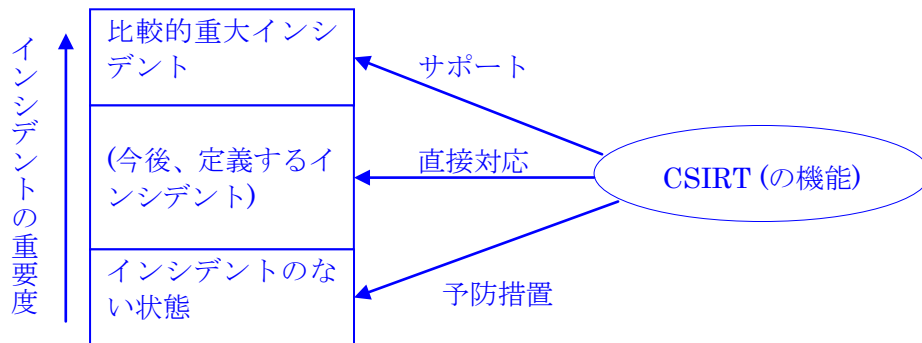 インシデントの重要度
比較的重大インシ
デント
(今後、定義するイ
ンシデント)
インシデントのな
い状態
サポート
直接対応
予防措置
CSIRT (の機能)